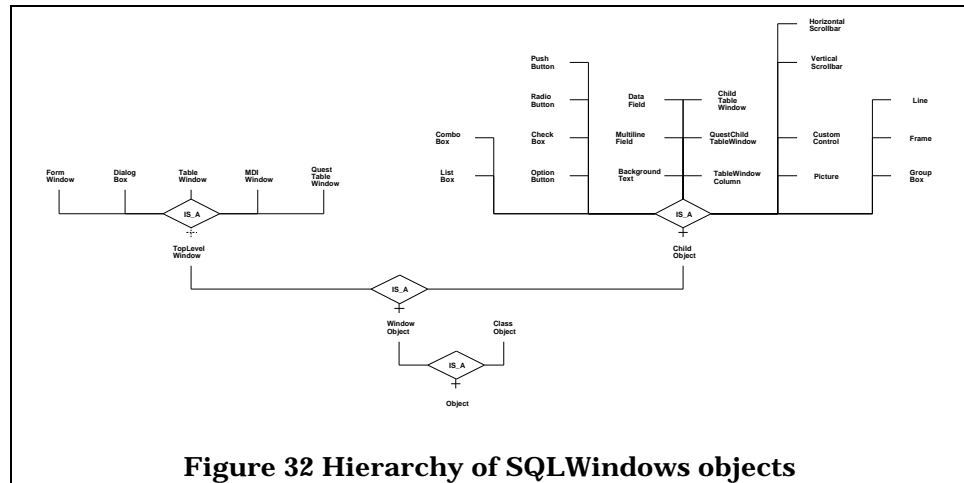 Horizontal
Scrollbar
Push
Button
Vertical
Scrollbar
Radio
Button
Data
Field
Child
Table
Window
Line
Combo
Box
Check
Box
Multiline
Field
QuestChild
TableWindow
Custom
Control
Frame
Form
Window
Dialog
Box
Table
Window
MDI
Window
Quest
Table
Window
List
Box
Option
Button
Background
Text
TableWindow
Column
Picture
Group
Box
IS_A
IS_A
TopLevel
Window
Child
Object
IS_A
Window
Object
Class
Object
IS_A
Object
Figure 32 Hierarchy of SQLWindows objects